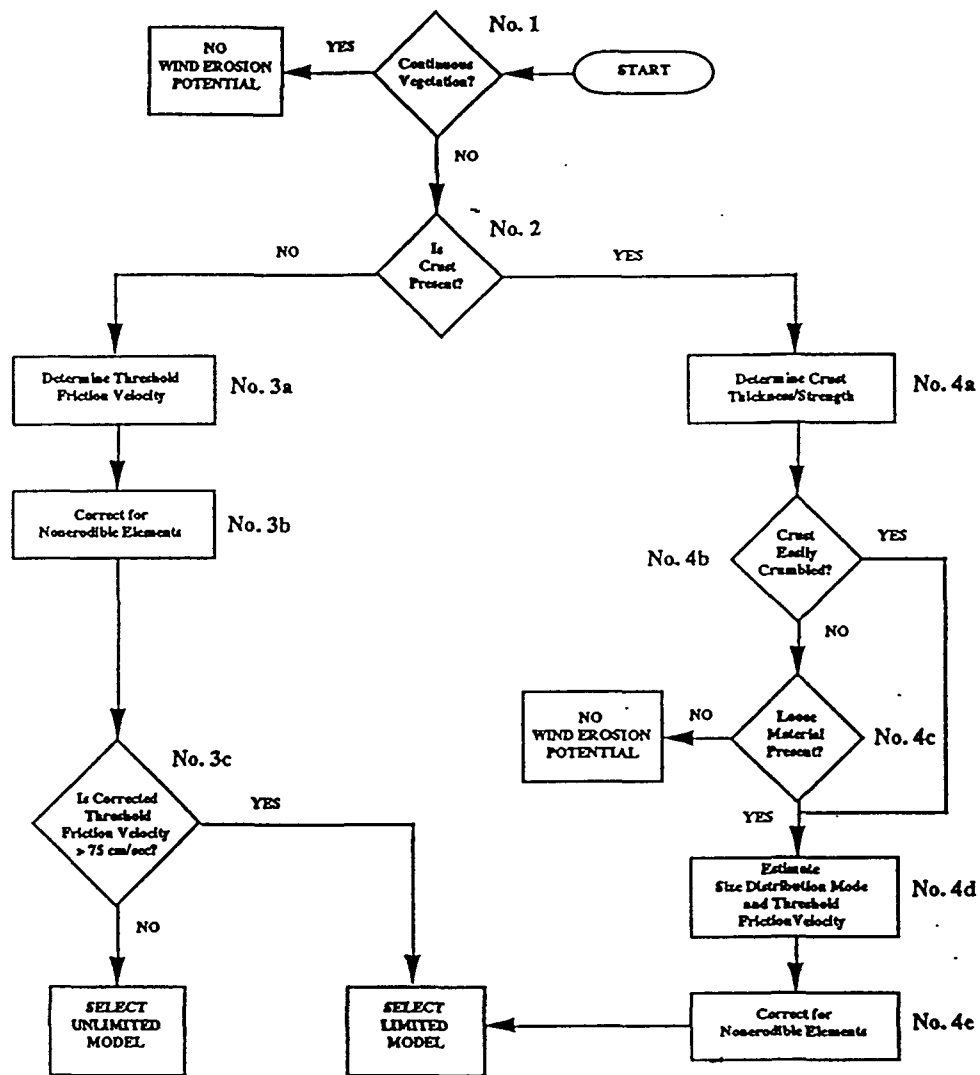 No. 1
NO
WIND EROSION
POTENTIAL
YES
Continuous
Vegetation?
START
NO
No. 2
Is
Crust
Present?
NO
YES
Determine Threshold
Friction Velocity
No. 3a
Determine Crust
Thickness/Strength
No. 4a
Correct for
Nonerodible Elements
No. 3b
No. 4b
Crust
Easily
Crumbled?
YES
NO
NO
WIND EROSION
POTENTIAL
NO
Loose
Material
Present?
No. 4c
No. 3c
Is Corrected
Threshold
Friction Velocity
> 75 cm/sec?
YES
YES
Estimate
Size Distribution Mode
and Threshold
Friction Velocity
No. 4d
NO
SELECT
UNLIMITED
MODEL
SELECT
LIMITED
MODEL
Correct for
Nonerodible Elements
No. 4e